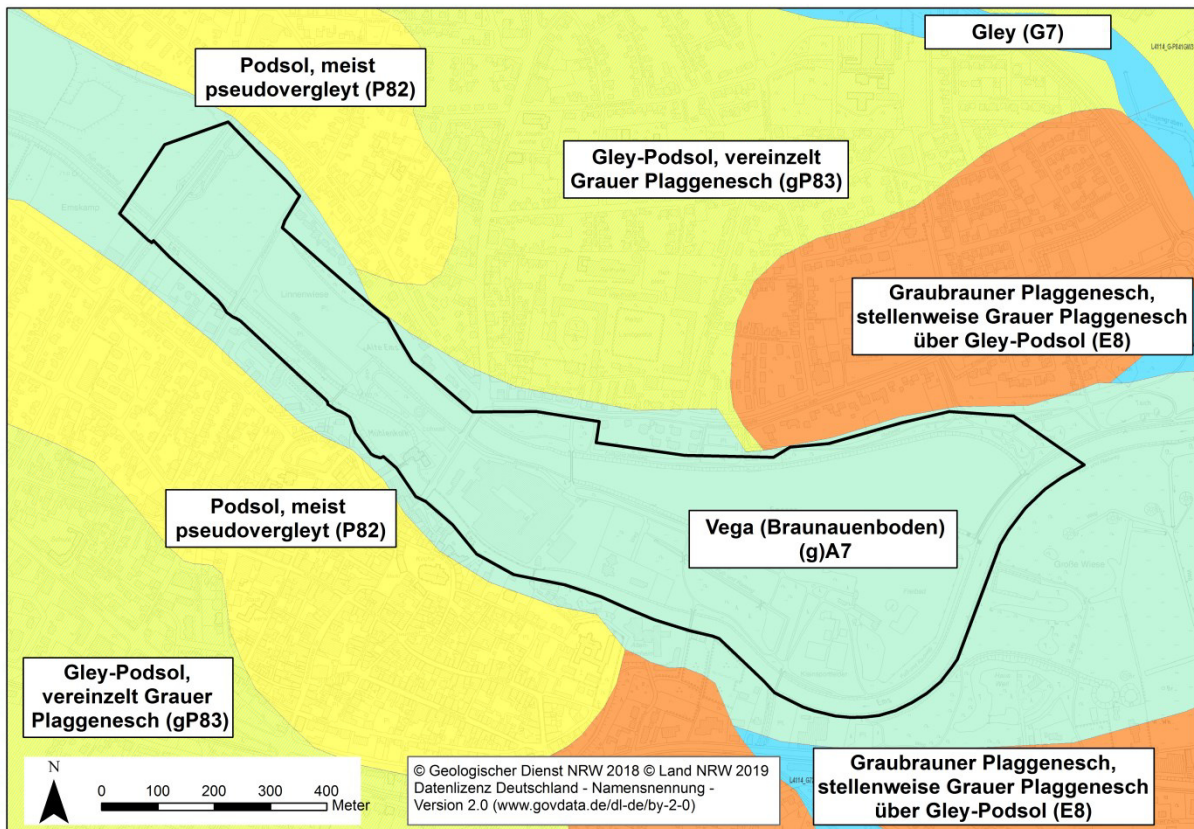 Gley (G7)
Podsol, meist
pseudovergleyt (P82)
Gley-Podsol, vereinzelt
Grauer Plaggenesch (gP83)
Graubrauner Plaggenesch,
stellenweise Grauer Plaggenesch
über Gley-Podsol (E8)
Podsol, meist
pseudovergleyt (P82)
Vega (Braunauenboden)
(g)A7
Große Wiese
Gley-Podsol,
vereinzelt Grauer
Plaggenesch (gP83)
Graubrauner Plaggenesch,
stellenweise Grauer Plaggenesch
über Gley-Podsol (E8)
N
0 100 200 300 400
Meter
© Geologischer Dienst NRW 2018 © Land NRW 2019
Datenlizenz Deutschland - Namensnennung -
Version 2.0 (www.govdata.de/dl-de/by-2-0)